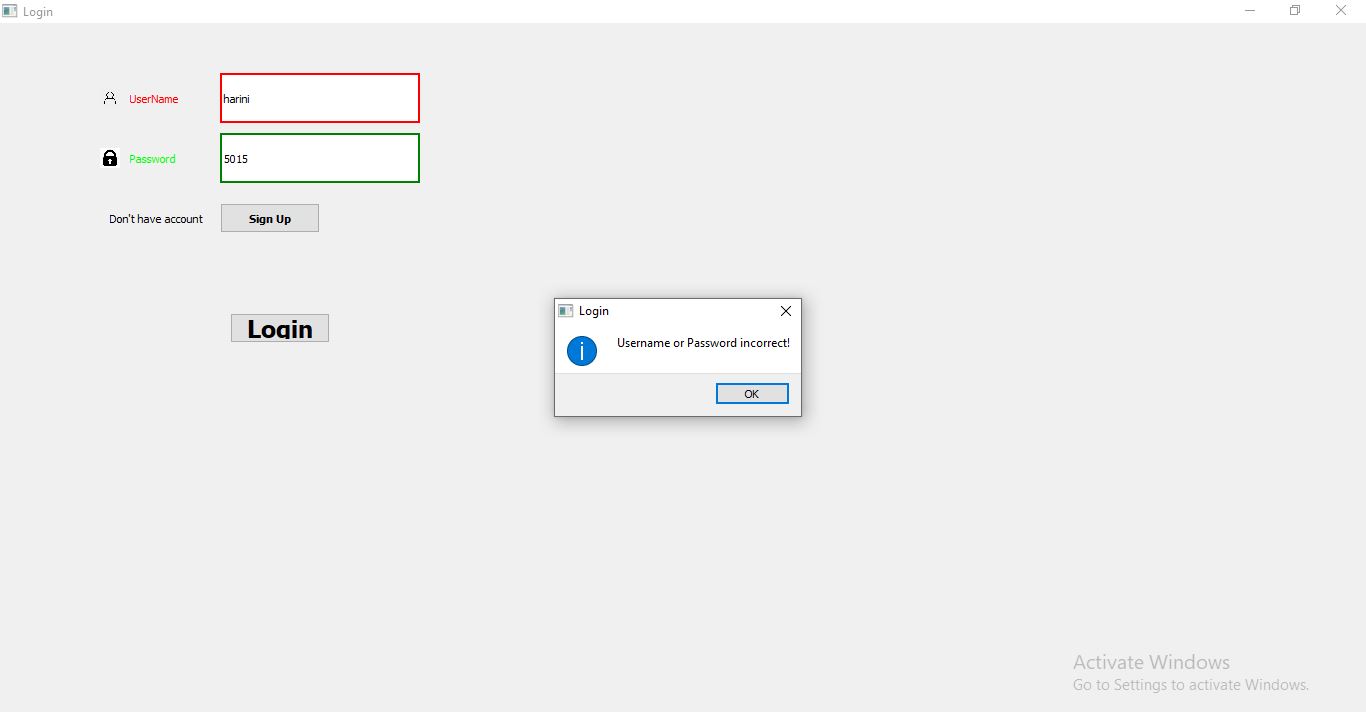 Login
UserName
harini
Password
5015
Don't have account
Sign Up
Login
Login
Username or Password incorrect!
OK
Activate Windows
Go to Settings to activate Windows.